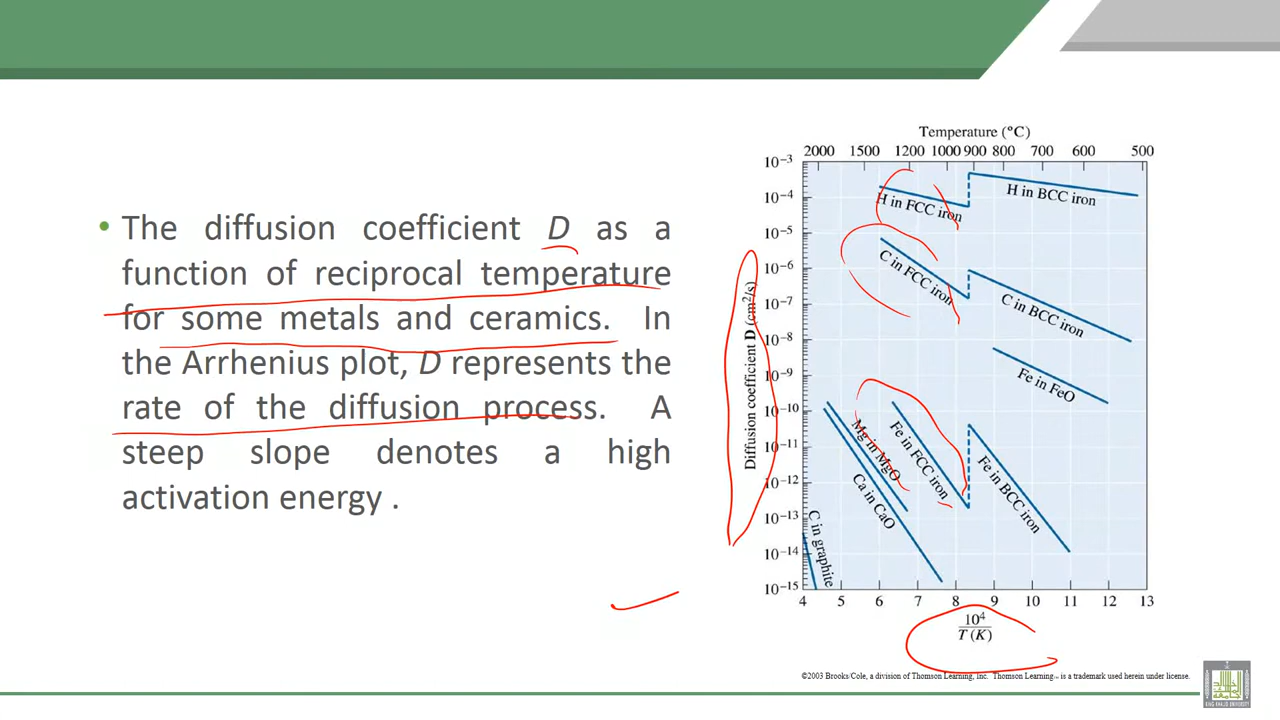 • The diffusion coefficient D as a
function of reciprocal temperature
for some metals and ceramics. In
the Arrhenius plot, D represents the
rate of the diffusion process. A
steep slope denotes a high
activation energy .
Temperature (°C)
2000 1500 1200 1000 900 800 700 600 500
10⁻³
10⁻⁴
10⁻⁵
10⁻⁶
10⁻⁷
10⁻⁸
10⁻⁹
10⁻¹⁰
10⁻¹¹
10⁻¹²
10⁻¹³
10⁻¹⁴
10⁻¹⁵
Diffusion coefficient D (cm²/s)
H in FCC iron
H in BCC iron
C in FCC iron
C in BCC iron
Fe in FeO
Mg in MgO
Fe in FCC iron
Fe in BCC iron
Ca in CaO
C in graphite
4 5 6 7 8 9 10 11 12 13
10⁴
T (K)
©2003 Brooks/Cole, a division of Thomson Learning, Inc. Thomson Learning™ is a trademark used herein under license.
KING KHALID UNIVERSITY